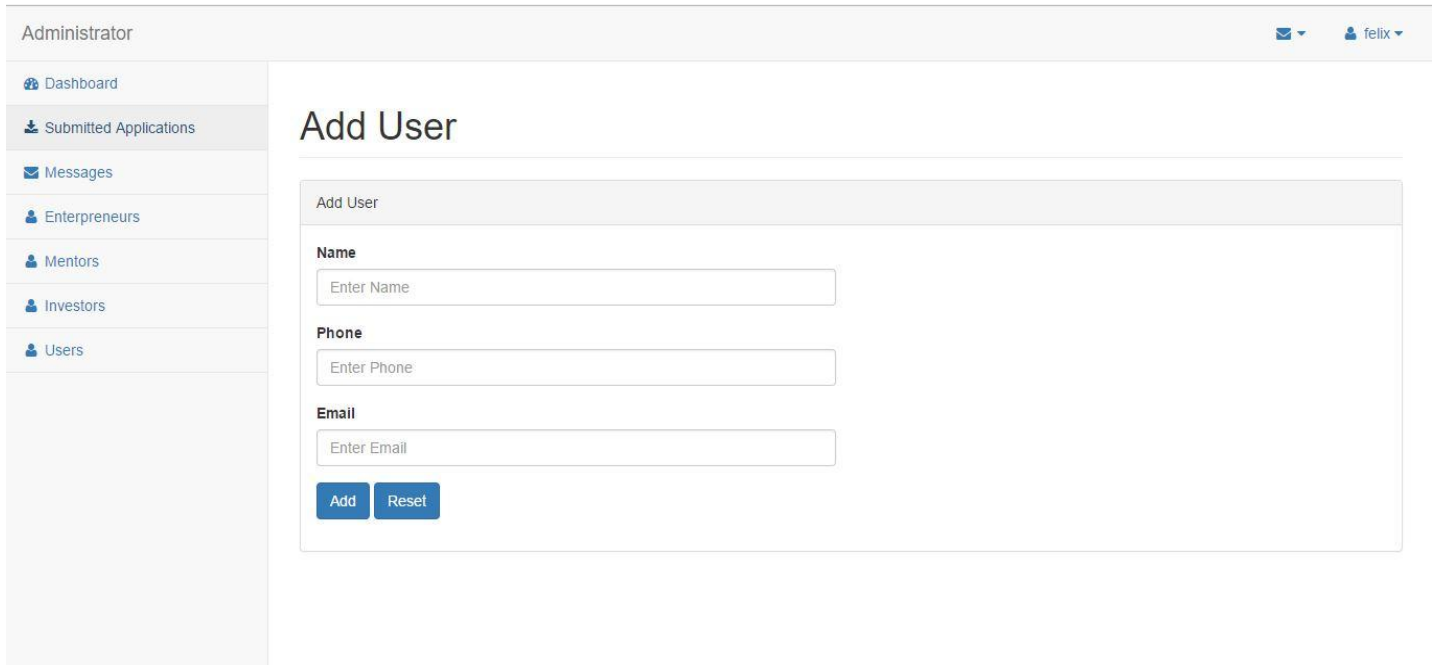 Administrator
felix
Dashboard
Submitted Applications
Messages
Enterpreneurs
Mentors
Investors
Users
Add User
Add User
Name
Enter Name
Phone
Enter Phone
Email
Enter Email
Add Reset